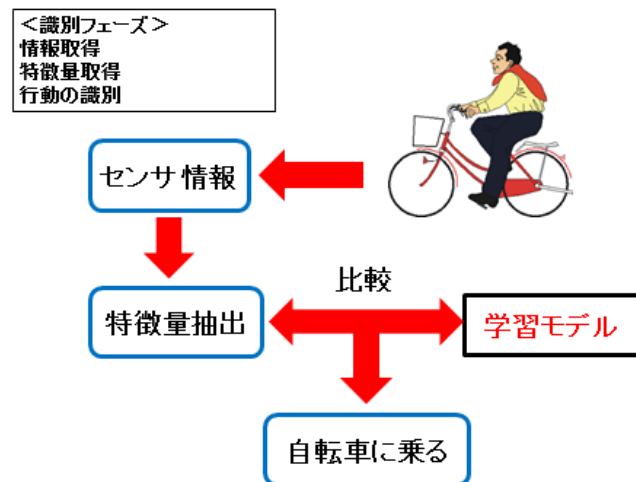 <識別フェーズ>
情報取得
特徴量取得
行動の識別
センサ情報
比較
特徴量抽出
学習モデル
自転車に乗る